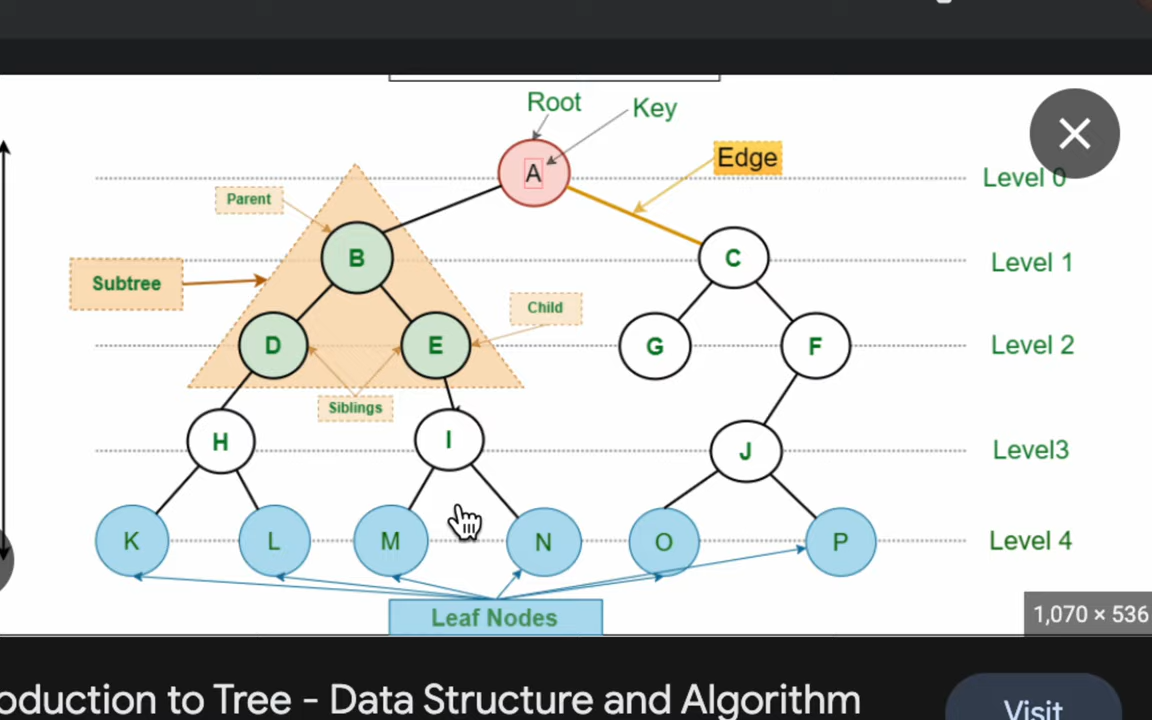 Root
Key
A
Edge
Level 0
Parent
B
C
Level 1
Subtree
Child
D
E
G
F
Level 2
Siblings
H
I
J
Level3
K
L
M
N
O
P
Level 4
Leaf Nodes
1,070 × 536
oduction to Tree - Data Structure and Algorithm
Visit